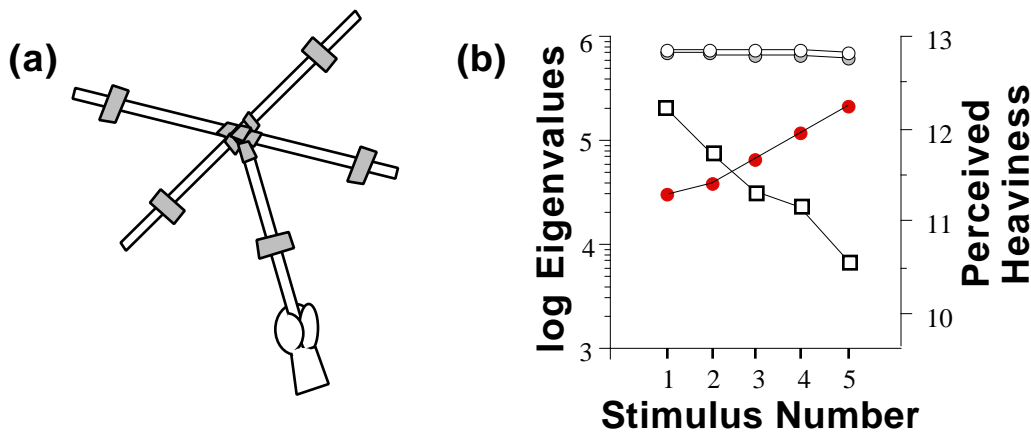 (a)
(b)
log Eigenvalues
6
5
4
3
13
12
11
10
Perceived
Heaviness
1 2 3 4 5
Stimulus Number